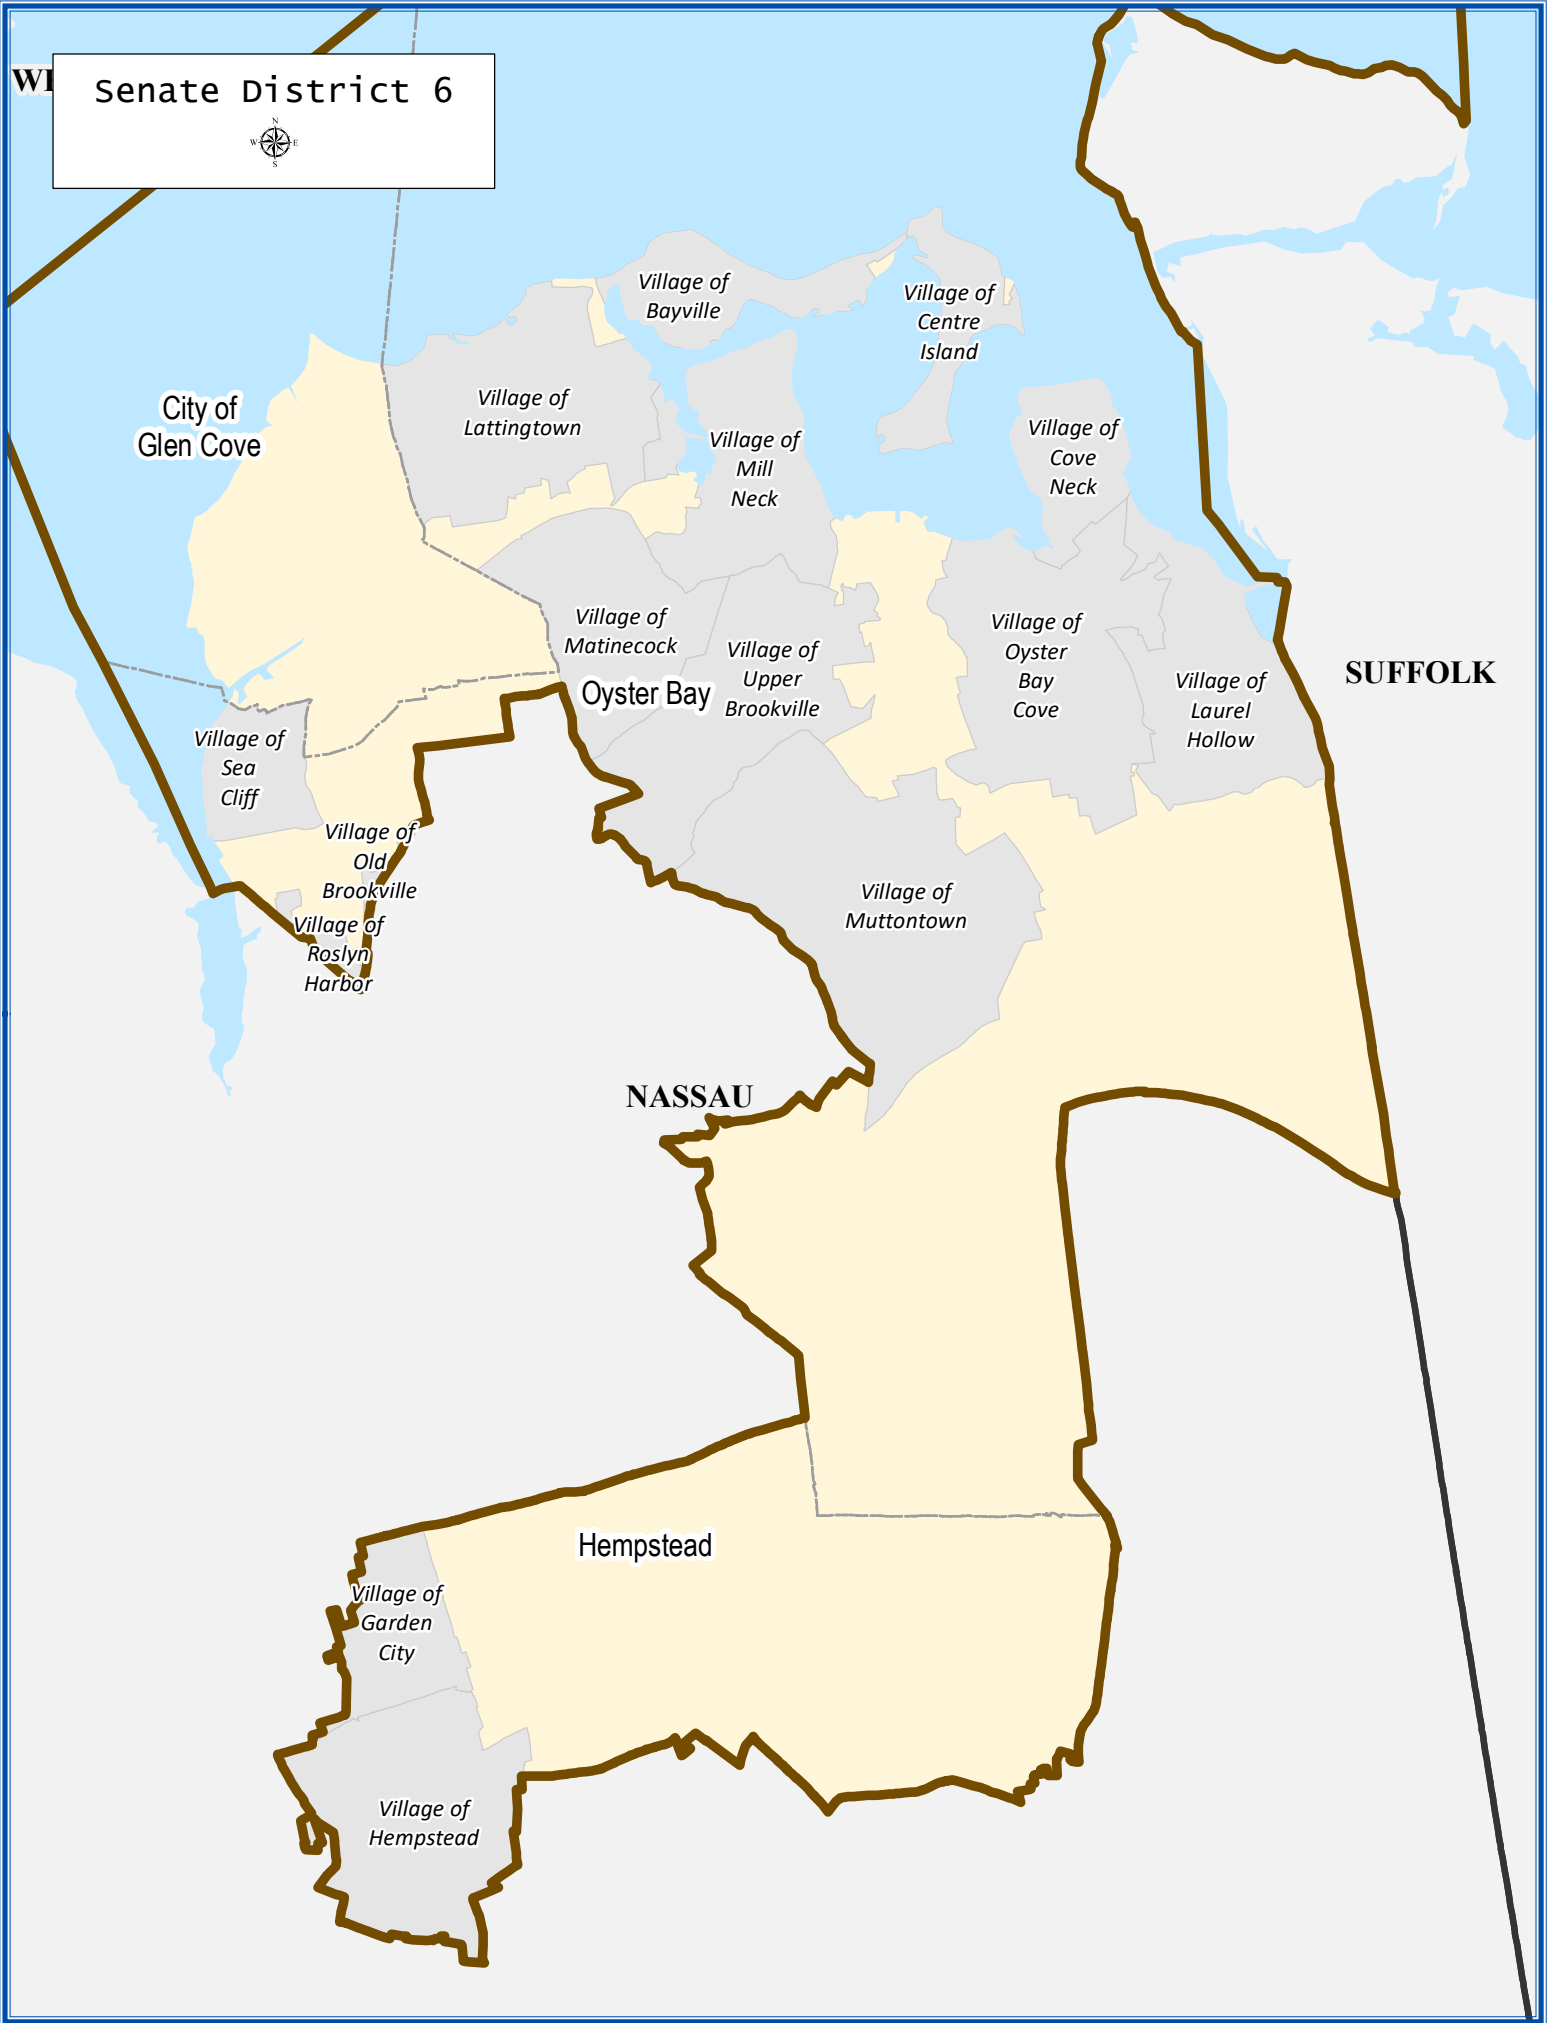 Senate District 6
N
W
E
S
Village of
Bayville
Village of
Centre
Island
City of
Glen Cove
Village of
Lattingtown
Village of
Mill
Neck
Village of
Cove
Neck
Village of
Matinecock
Village of
Upper
Brookville
Oyster Bay
Village of
Oyster
Bay
Cove
Village of
Laurel
Hollow
SUFFOLK
Village of
Sea
Cliff
Village of
Old
Brookville
Village of
Roslyn
Harbor
Village of
Muttontown
NASSAU
Hempstead
Village of
Garden
City
Village of
Hempstead